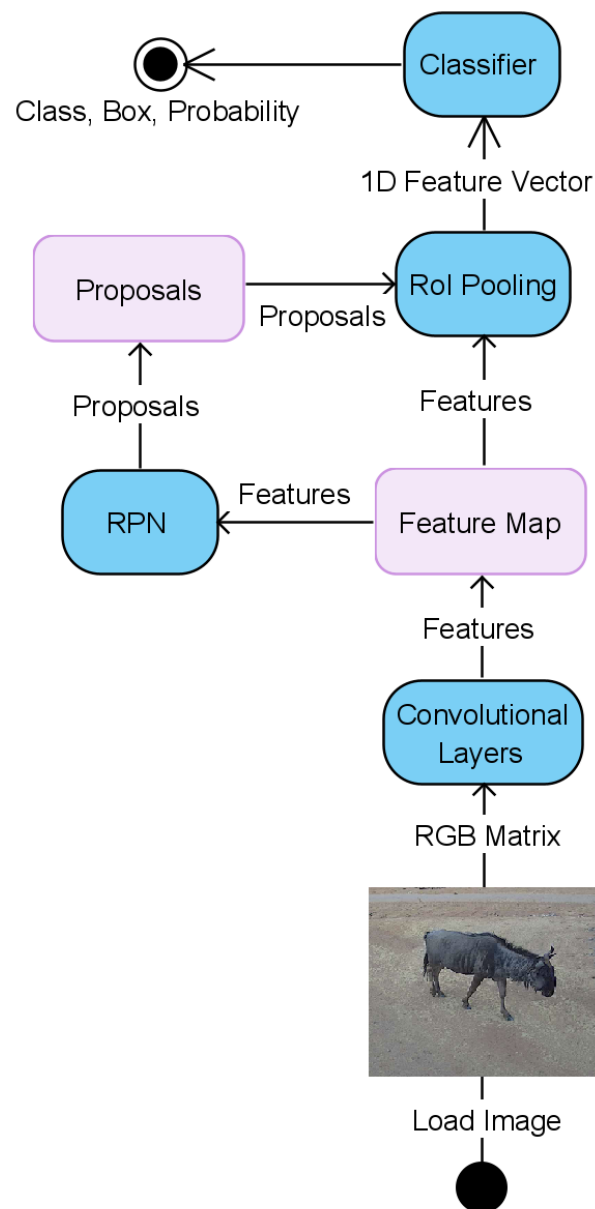 Classifier
Class, Box, Probability
1D Feature Vector
Proposals
RoI Pooling
Proposals
Proposals
Features
RPN
Features
Feature Map
Features
Convolutional
Layers
RGB Matrix
Load Image